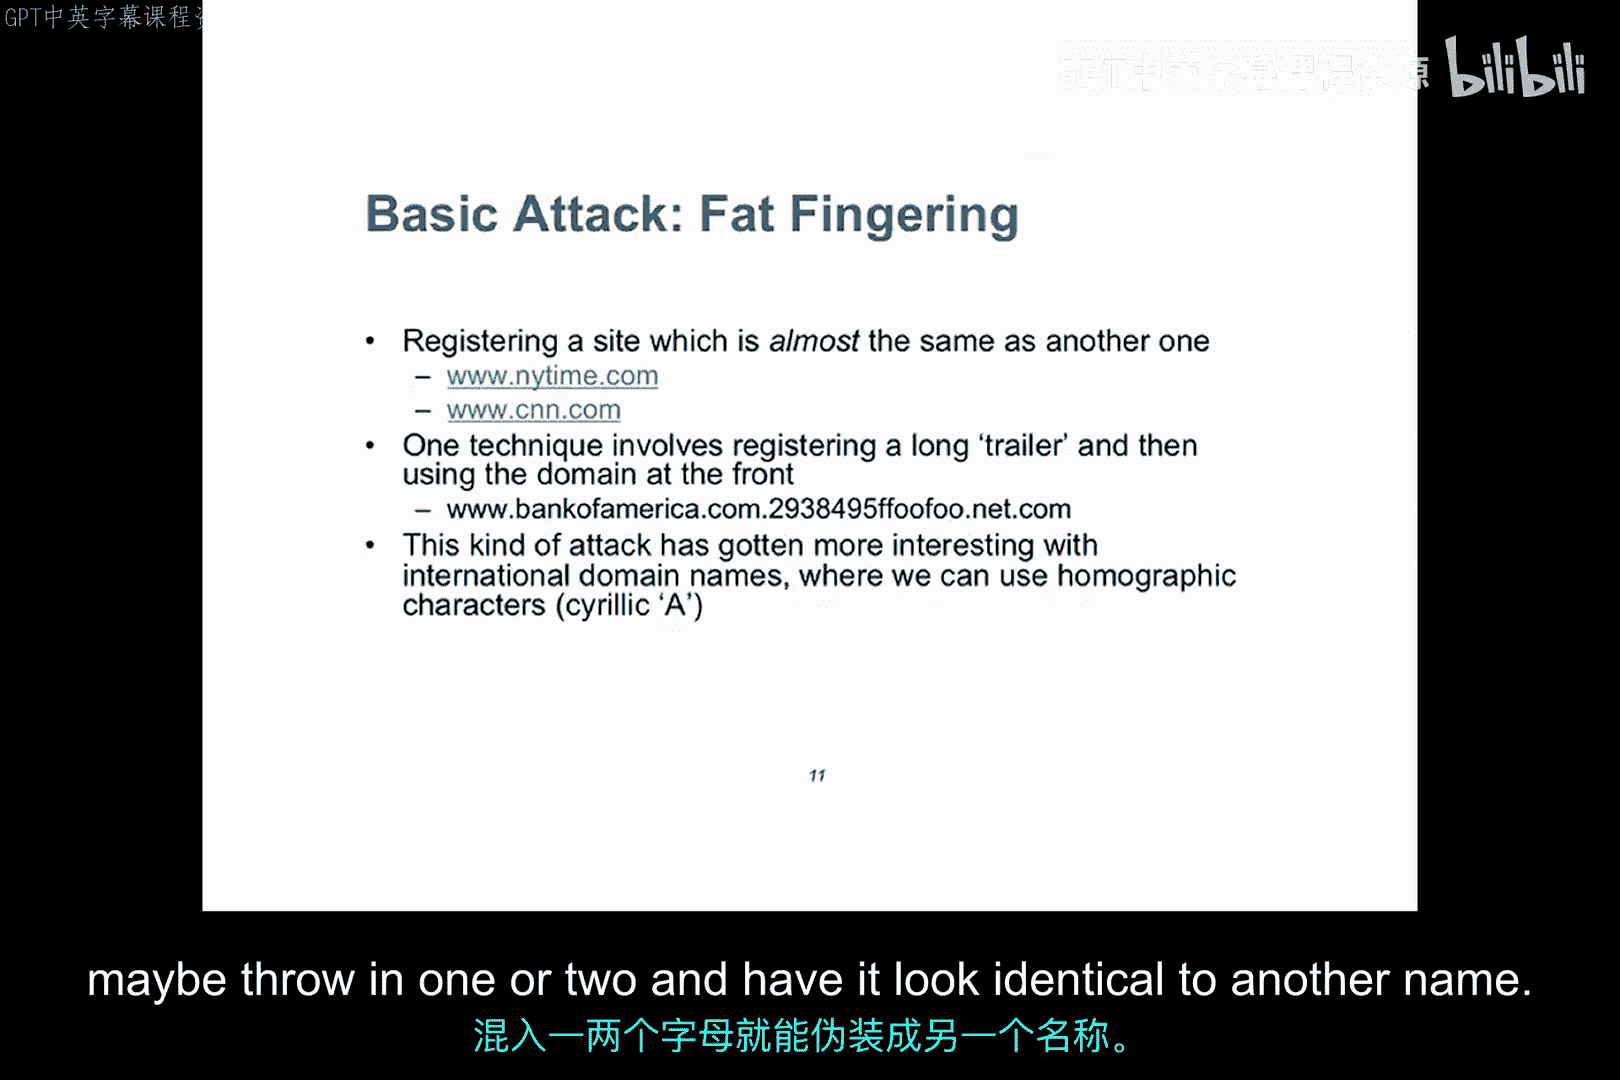 GPT中英字幕课程
bilibili
Basic Attack: Fat Fingering
• Registering a site which is almost the same as another one
– www.nytime.com
– www.cnn.com
• One technique involves registering a long ‘trailer’ and then
using the domain at the front
– www.bankofamerica.com.2938495ffoofoo.net.com
• This kind of attack has gotten more interesting with
international domain names, where we can use homographic
characters (cyrillic ‘A’)
11
maybe throw in one or two and have it look identical to another name.
混入一两个字母就能伪装成另一个名称。